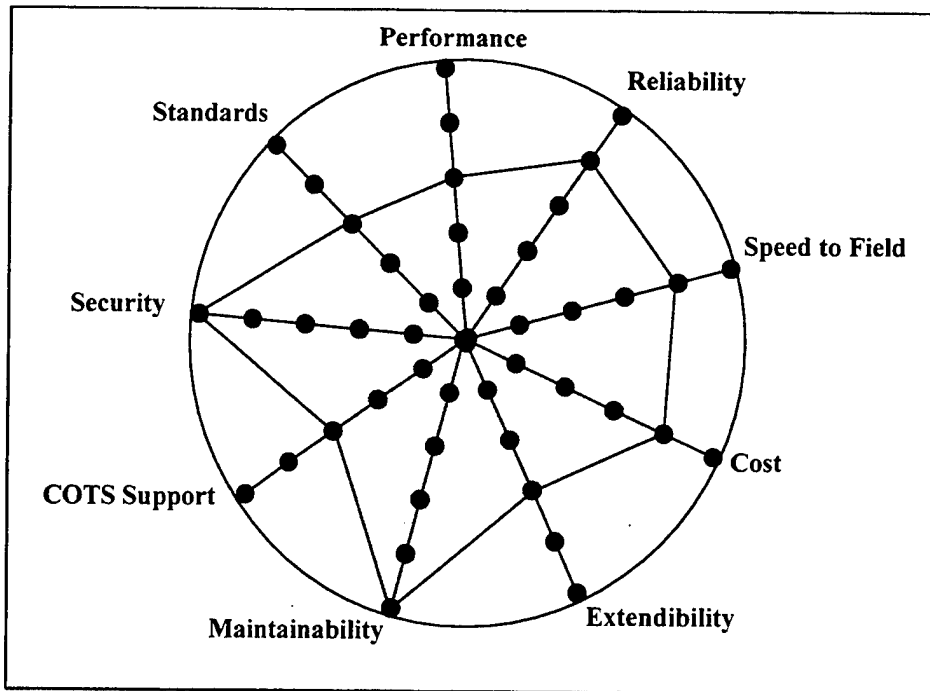 Performance
Reliability
Standards
Speed to Field
Security
Cost
COTS Support
Extendibility
Maintainability